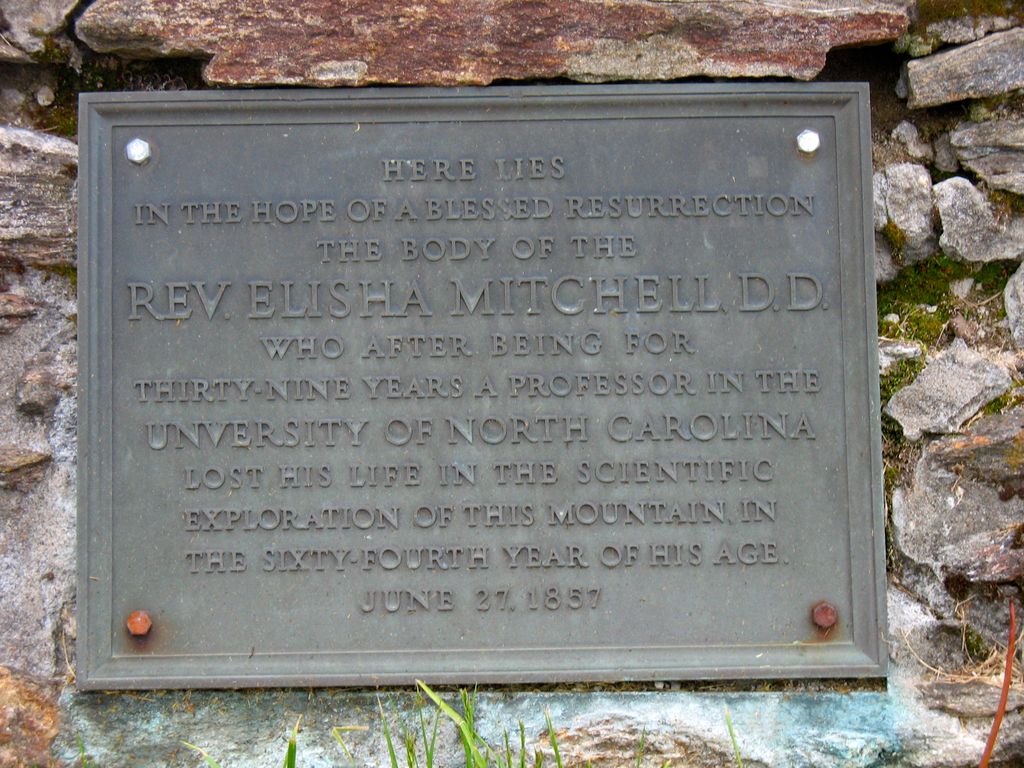 HERE LIES
IN THE HOPE OF A BLESSED RESURRECTION
THE BODY OF THE
REV. ELISHA MITCHELL, D.D.
WHO AFTER BEING FOR
THIRTY-NINE YEARS A PROFESSOR IN THE
UNVERSITY OF NORTH CAROLINA
LOST HIS LIFE IN THE SCIENTIFIC
EXPLORATION OF THIS MOUNTAIN, IN
THE SIXTY-FOURTH YEAR OF HIS AGE.
JUNE 27, 1857